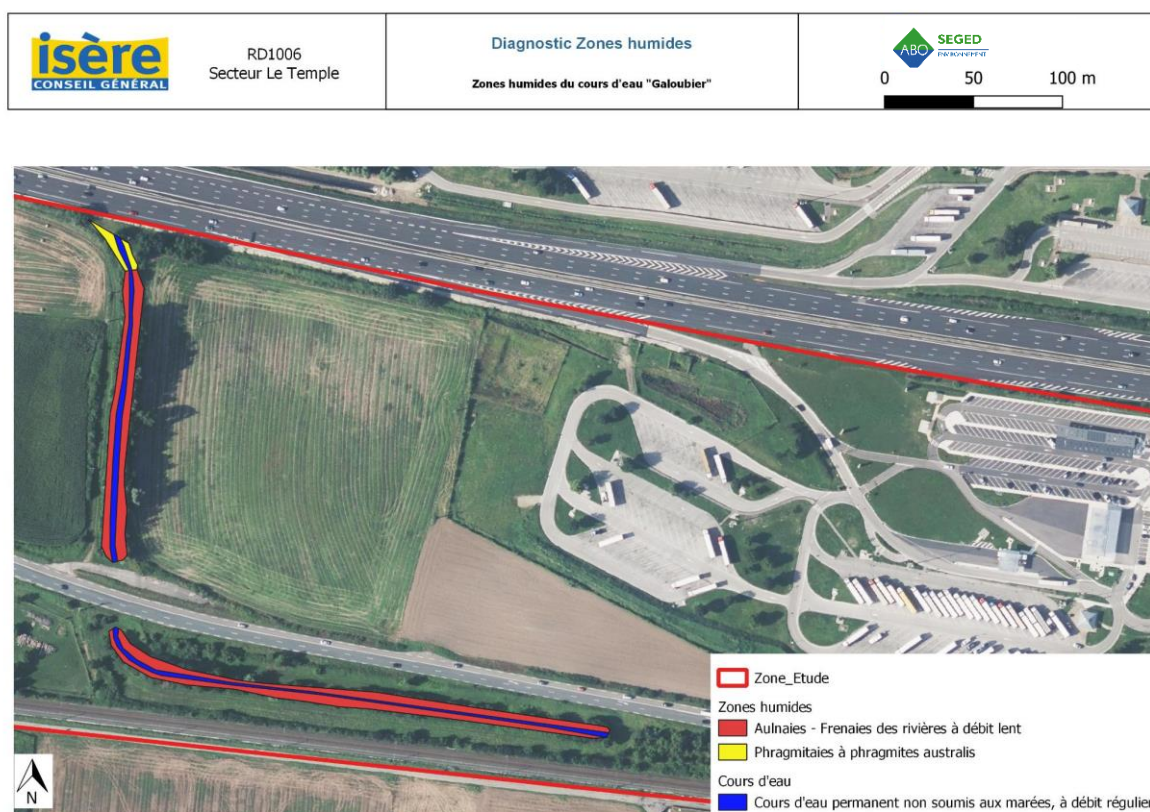 isère
CONSEIL GÉNÉRAL
RD1006
Secteur Le Temple
Diagnostic Zones humides
Zones humides du cours d'eau "Galoubier"
ABO
SEGED
ENVIRONNEMENT
0 50 100 m
Zone_Etude
Zones humides
Aulnaies - Frenaies des rivières à débit lent
Phragmitaies à phragmites australis
Cours d'eau
Cours d'eau permanent non soumis aux marées, à débit régulier
N